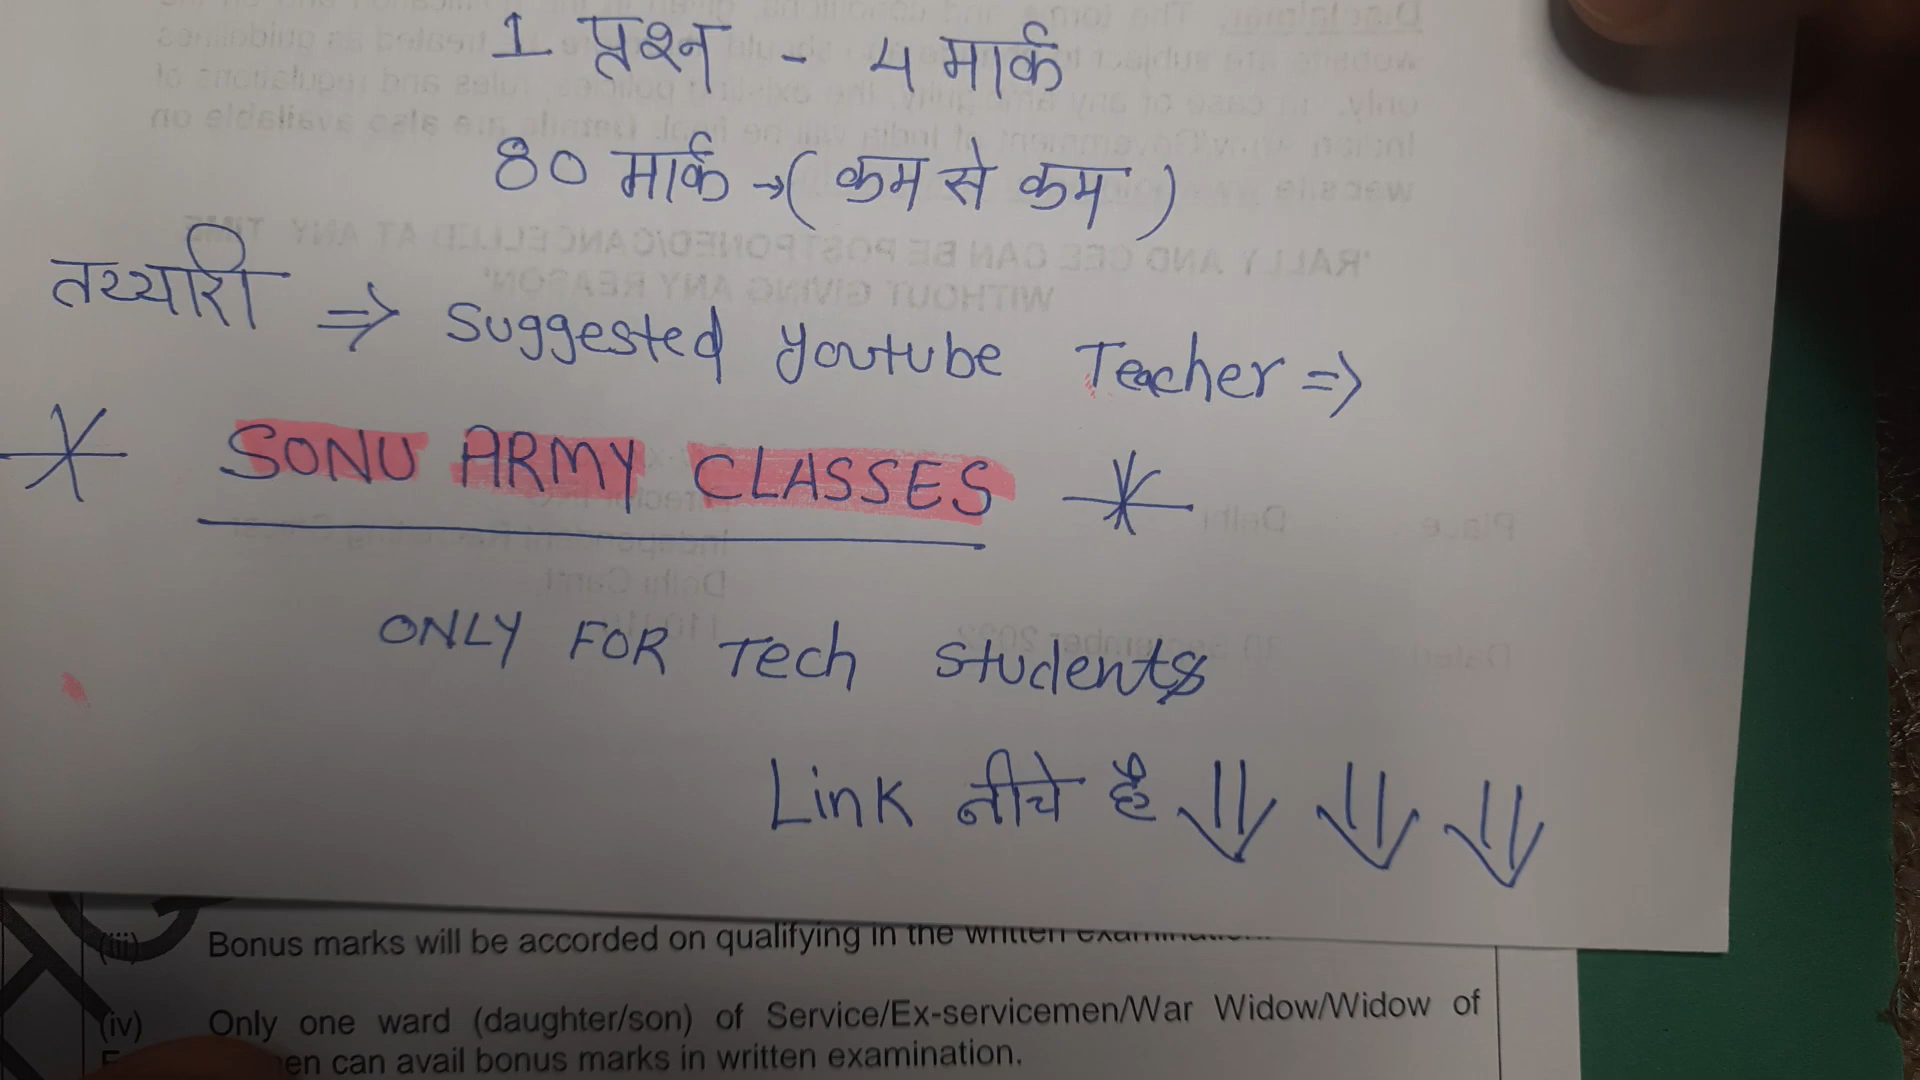 1 प्रश्न - 4 मार्क
80 मार्क → (कम से कम)
तय्यारी ⇒ Suggested Youtube Teacher ⇒
* SONU ARMY CLASSES *
ONLY FOR Tech Students
Link नीचे है ⇓ ⇓ ⇓
(iii) Bonus marks will be accorded on qualifying in the written examination.
(iv) Only one ward (daughter/son) of Service/Ex-servicemen/War Widow/Widow of
en can avail bonus marks in written examination.